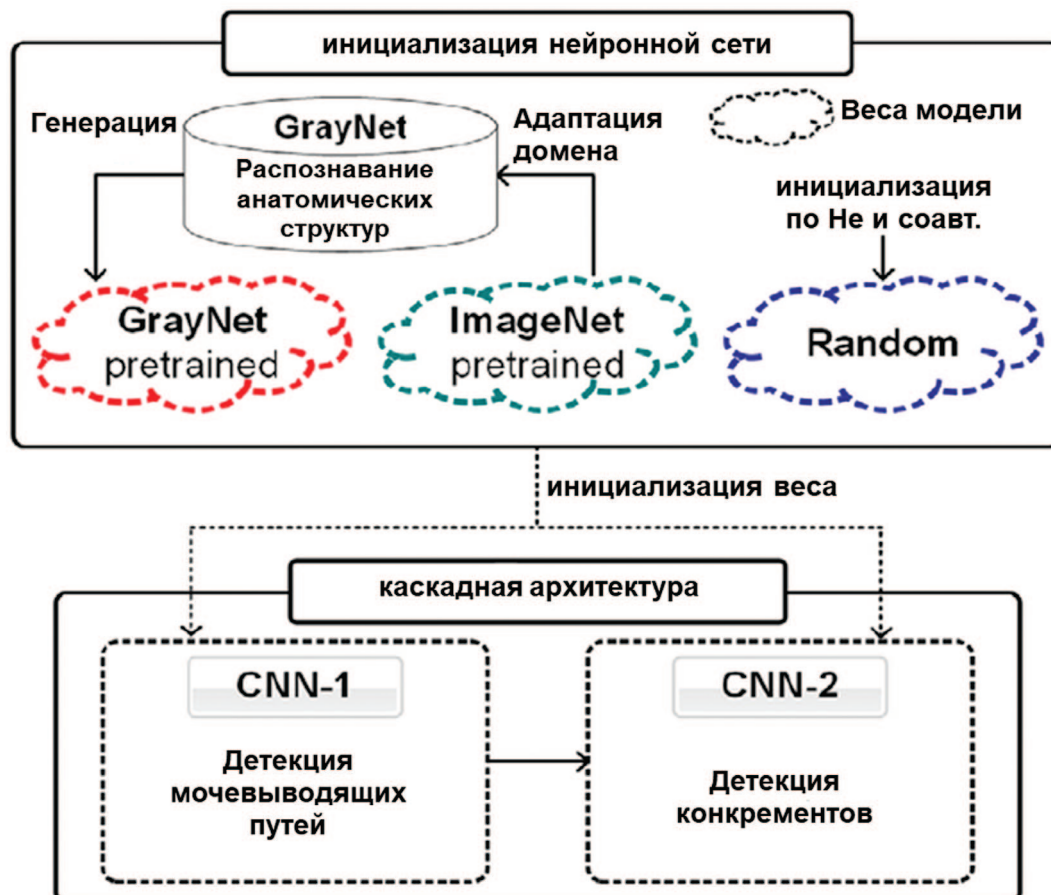 инициализация нейронной сети
Генерация
GrayNet
Распознавание
анатомических
структур
Адаптация
домена
Веса модели
инициализация
по Не и соавт.
GrayNet
pretrained
ImageNet
pretrained
Random
инициализация веса
каскадная архитектура
CNN-1
Детекция
мочевыводящих
путей
CNN-2
Детекция
конкрементов